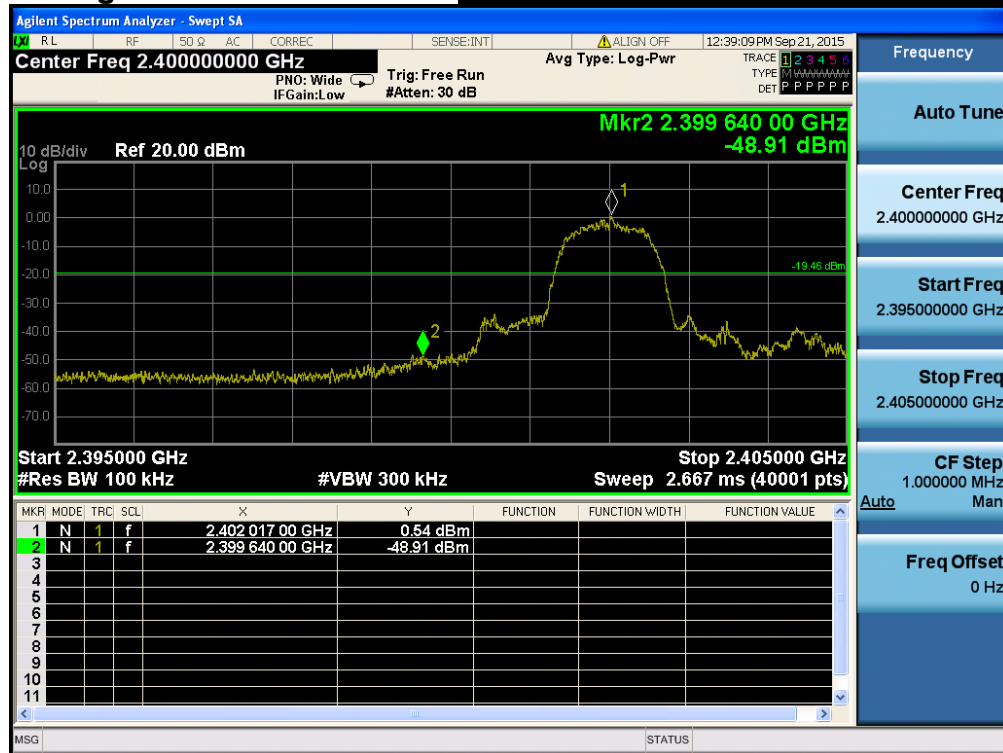 Agilent Spectrum Analyzer - Swept SA
LXI RL RF 50 Ω AC CORREC SENSE:INT ALIGN OFF 12:39:09 PM Sep 21, 2015
Center Freq 2.400000000 GHz
PNO: Wide
IFGain:Low
Trig: Free Run
#Atten: 30 dB
Avg Type: Log-Pwr
TRACE 1 2 3 4 5 6
TYPE M
DET P P P P P P
Mkr2 2.399 640 00 GHz
-48.91 dBm
10 dB/div Ref 20.00 dBm
Log
10.0
0.00
-10.0
-20.0
-30.0
-40.0
-50.0
-60.0
-70.0
1
2
-19.46 dBm
Start 2.395000 GHz Stop 2.405000 GHz
#Res BW 100 kHz #VBW 300 kHz Sweep 2.667 ms (40001 pts)
MKR MODE TRC SCL X Y FUNCTION FUNCTION WIDTH FUNCTION VALUE
1 N 1 f 2.402 017 00 GHz 0.54 dBm
2 N 1 f 2.399 640 00 GHz -48.91 dBm
3
4
5
6
7
8
9
10
11
MSG STATUS
Frequency
Auto Tune
Center Freq
2.400000000 GHz
Start Freq
2.395000000 GHz
Stop Freq
2.405000000 GHz
CF Step
1.000000 MHz
Auto Man
Freq Offset
0 Hz